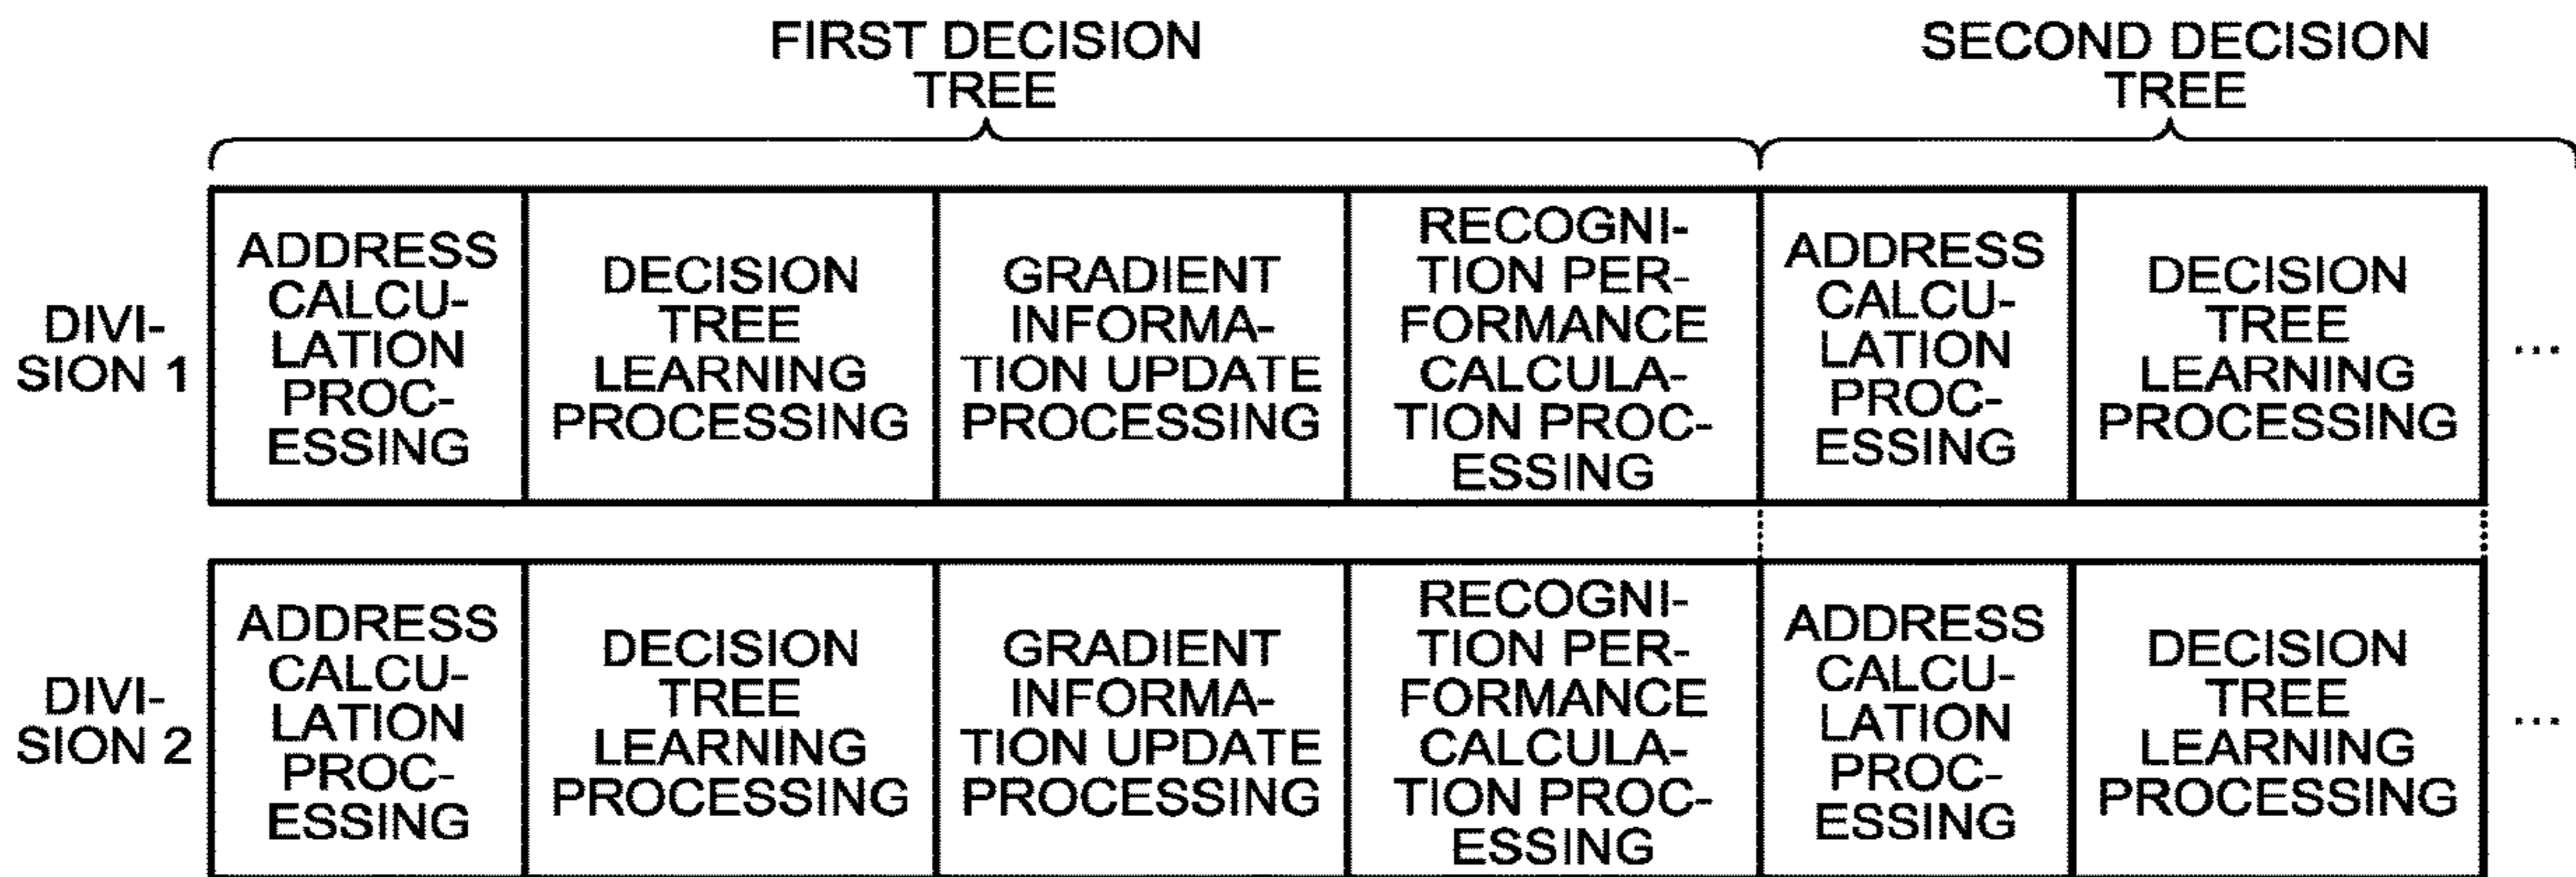 FIRST DECISION
TREE
SECOND DECISION
TREE
DIVI-
SION 1
ADDRESS
CALCU-
LATION
PROC-
ESSING
DECISION
TREE
LEARNING
PROCESSING
GRADIENT
INFORMA-
TION UPDATE
PROCESSING
RECOGNI-
TION PER-
FORMANCE
CALCULA-
TION PROC-
ESSING
ADDRESS
CALCU-
LATION
PROC-
ESSING
DECISION
TREE
LEARNING
PROCESSING
...
DIVI-
SION 2
ADDRESS
CALCU-
LATION
PROC-
ESSING
DECISION
TREE
LEARNING
PROCESSING
GRADIENT
INFORMA-
TION UPDATE
PROCESSING
RECOGNI-
TION PER-
FORMANCE
CALCULA-
TION PROC-
ESSING
ADDRESS
CALCU-
LATION
PROC-
ESSING
DECISION
TREE
LEARNING
PROCESSING
...